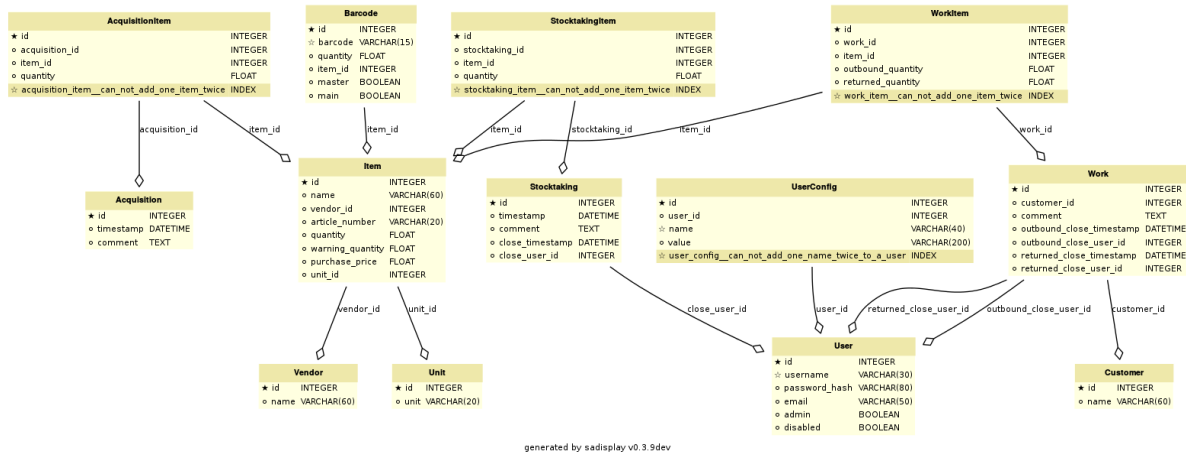 AcquisitionItem
★ id INTEGER
acquisition_id INTEGER
item_id INTEGER
quantity FLOAT
☆ acquisition_item__can_not_add_one_item_twice INDEX
Barcode
★ id INTEGER
☆ barcode VARCHAR(15)
quantity FLOAT
item_id INTEGER
master BOOLEAN
main BOOLEAN
StocktakingItem
★ id INTEGER
stocktaking_id INTEGER
item_id INTEGER
quantity FLOAT
☆ stocktaking_item__can_not_add_one_item_twice INDEX
WorkItem
★ id INTEGER
work_id INTEGER
item_id INTEGER
outbound_quantity FLOAT
returned_quantity FLOAT
☆ work_item__can_not_add_one_item_twice INDEX
acquisition_id
item_id
item_id
item_id
stocktaking_id
item_id
work_id
Acquisition
★ id INTEGER
timestamp DATETIME
comment TEXT
Item
★ id INTEGER
name VARCHAR(60)
vendor_id INTEGER
article_number VARCHAR(20)
quantity FLOAT
warning_quantity FLOAT
purchase_price FLOAT
unit_id INTEGER
Stocktaking
★ id INTEGER
timestamp DATETIME
comment TEXT
close_timestamp DATETIME
close_user_id INTEGER
UserConfig
★ id INTEGER
user_id INTEGER
☆ name VARCHAR(40)
value VARCHAR(200)
☆ user_config__can_not_add_one_name_twice_to_a_user INDEX
Work
★ id INTEGER
customer_id INTEGER
comment TEXT
outbound_close_timestamp DATETIME
outbound_close_user_id INTEGER
returned_close_timestamp DATETIME
returned_close_user_id INTEGER
vendor_id
unit_id
close_user_id
user_id
returned_close_user_id
outbound_close_user_id
customer_id
Vendor
★ id INTEGER
name VARCHAR(60)
Unit
★ id INTEGER
unit VARCHAR(20)
User
★ id INTEGER
☆ username VARCHAR(30)
password_hash VARCHAR(80)
email VARCHAR(50)
admin BOOLEAN
disabled BOOLEAN
Customer
★ id INTEGER
name VARCHAR(60)
generated by sadisplay v0.3.9dev